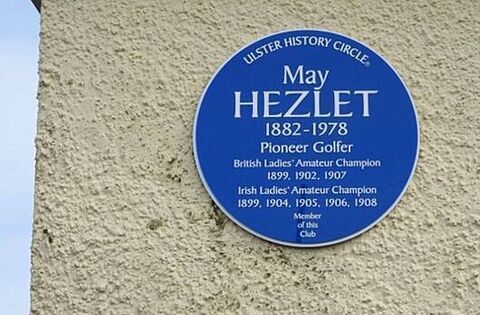 ULSTER HISTORY CIRCLE®
May
HEZLET
1882-1978
Pioneer Golfer
British Ladies' Amateur Champion
1899, 1902, 1907
Irish Ladies' Amateur Champion
1899, 1904, 1905, 1906, 1908
Member
of this
Club